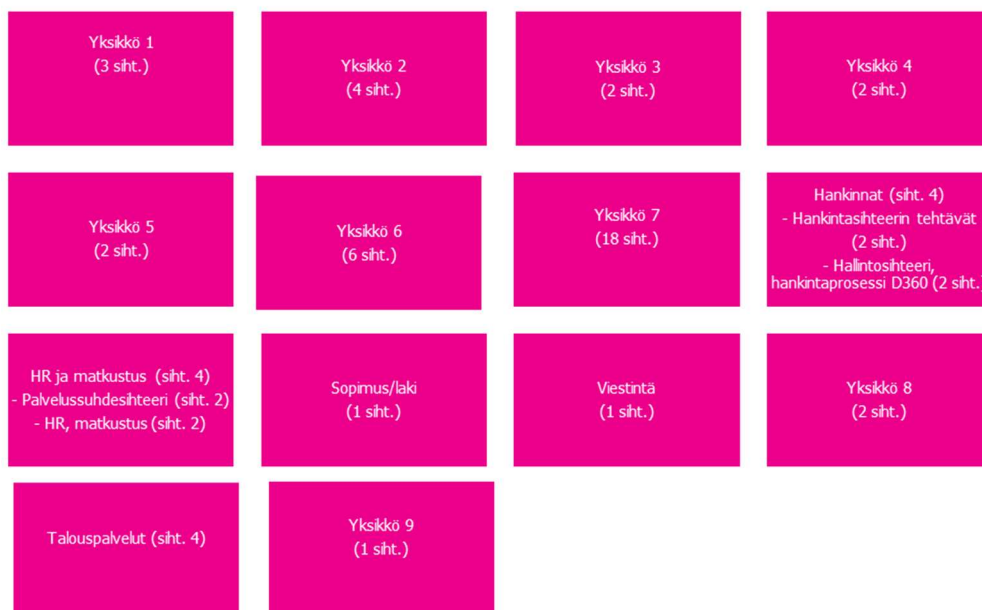 Yksikkö 1
(3 siht.)
Yksikkö 2
(4 siht.)
Yksikkö 3
(2 siht.)
Yksikkö 4
(2 siht.)
Yksikkö 5
(2 siht.)
Yksikkö 6
(6 siht.)
Yksikkö 7
(18 siht.)
Hankinnat (siht. 4)
- Hankintasihteerin tehtävät
(2 siht.)
- Hallintosihteeri,
hankintaprosessi D360 (2 siht.)
HR ja matkustus (siht. 4)
- Palvelussuhdesihteeri (siht. 2)
- HR, matkustus (siht. 2)
Sopimus/laki
(1 siht.)
Viestintä
(1 siht.)
Yksikkö 8
(2 siht.)
Talouspalvelut (siht. 4)
Yksikkö 9
(1 siht.)